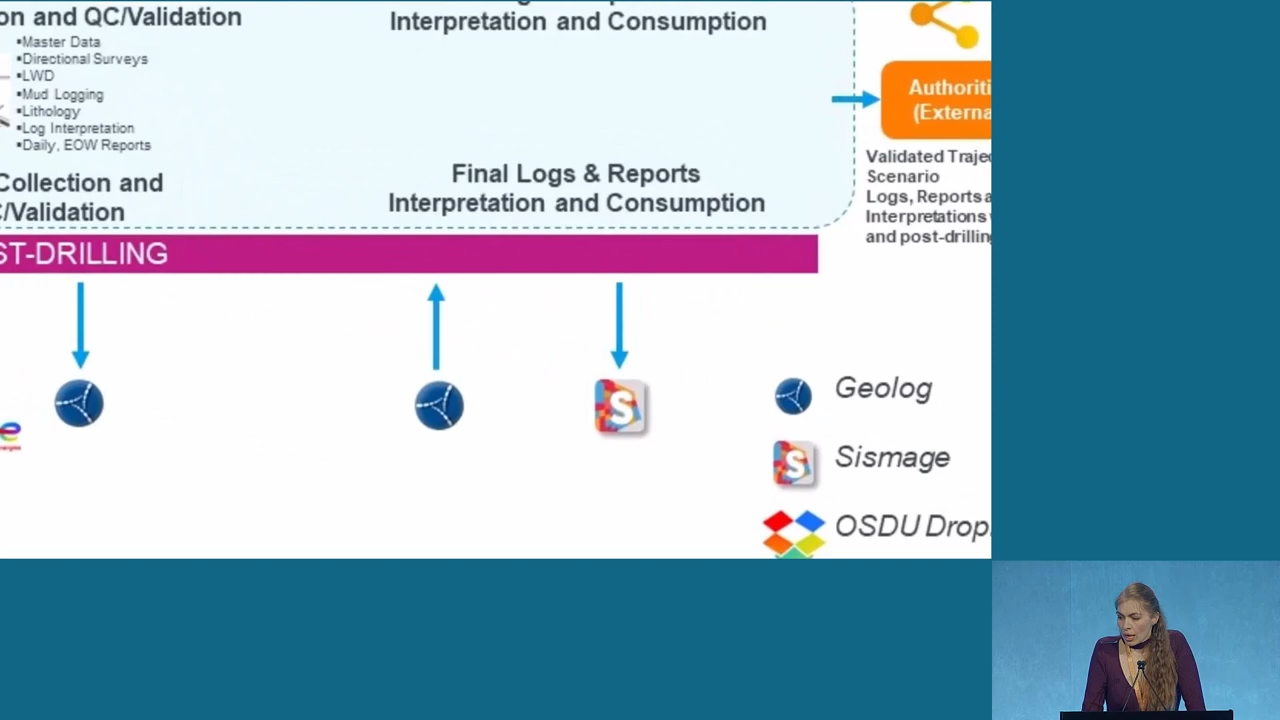 on and QC/Validation
▪Master Data
▪Directional Surveys
▪LWD
▪Mud Logging
▪Lithology
▪Log Interpretation
▪Daily, EOW Reports
Collection and
C/Validation
Interpretation and Consumption
Final Logs & Reports
Interpretation and Consumption
Authoriti
(Externa
Validated Traje
Scenario
Logs, Reports a
Interpretations
and post-drilling
ST-DRILLING
S
Geolog
S
Sismage
OSDU Drop